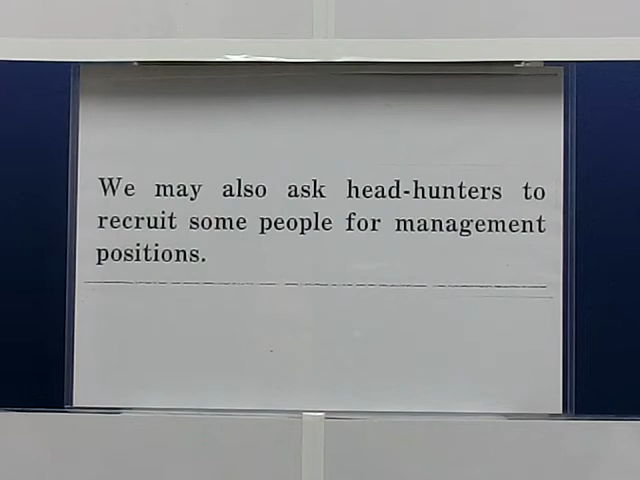 We may also ask head-hunters to
recruit some people for management
positions.